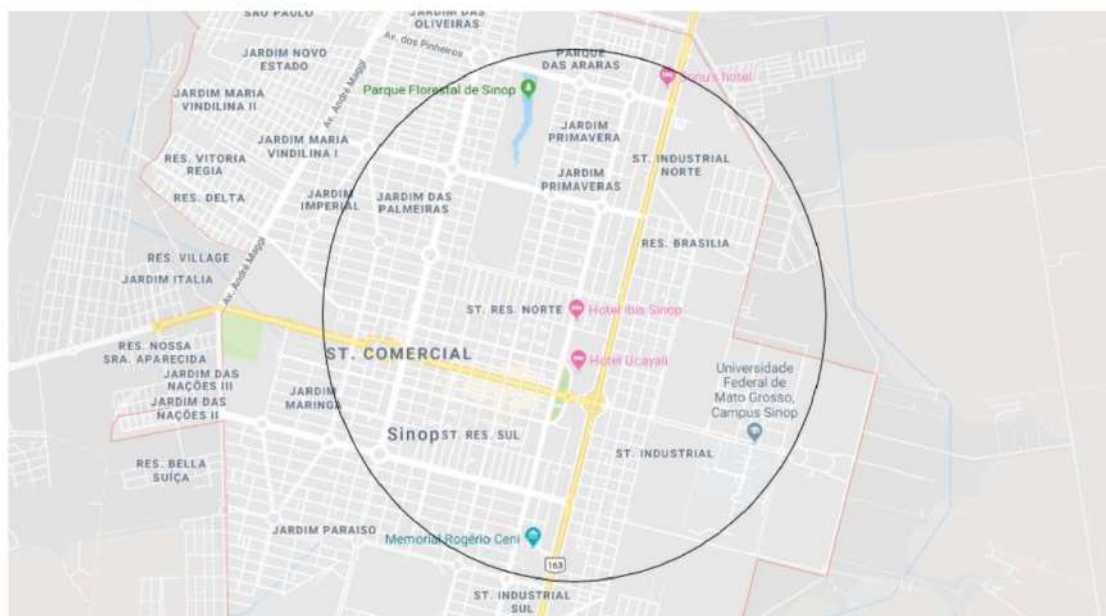 SÃO PAULO
JARDIM DAS
OLIVEIRAS
Av. dos Pinheiros
JARDIM NOVO
ESTADO
PARQUE
DAS ARARAS
Parque Florestal de Sinop
JARDIM MARIA
VINDILINA II
Av. André Maggi
JARDIM
PRIMAVERA
JARDIM MARIA
VINDILINA I
RES. VITORIA
REGIA
ST. INDUSTRIAL
NORTE
JARDIM
PRIMAVERAS
RES. DELTA
JARDIM
IMPERIAL
JARDIM DAS
PALMEIRAS
RES. BRASILIA
RES. VILLAGE
JARDIM ITALIA
Av. André Maggi
ST. RES. NORTE
Hotel ibis Sinop
RES. NOSSA
SRA. APARECIDA
ST. COMERCIAL
Hotel Ucayali
JARDIM DAS
NAÇÕES III
JARDIM DAS
NAÇÕES II
JARDIM
MARINGÁ
Universidade
Federal de
Mato Grosso,
Campus Sinop
Sinop
ST. RES. SUL
ST. INDUSTRIAL
RES. BELLA
SUÍÇA
JARDIM PARAISO
Memorial Rogério Ceni
163
ST. INDUSTRIAL
SUL